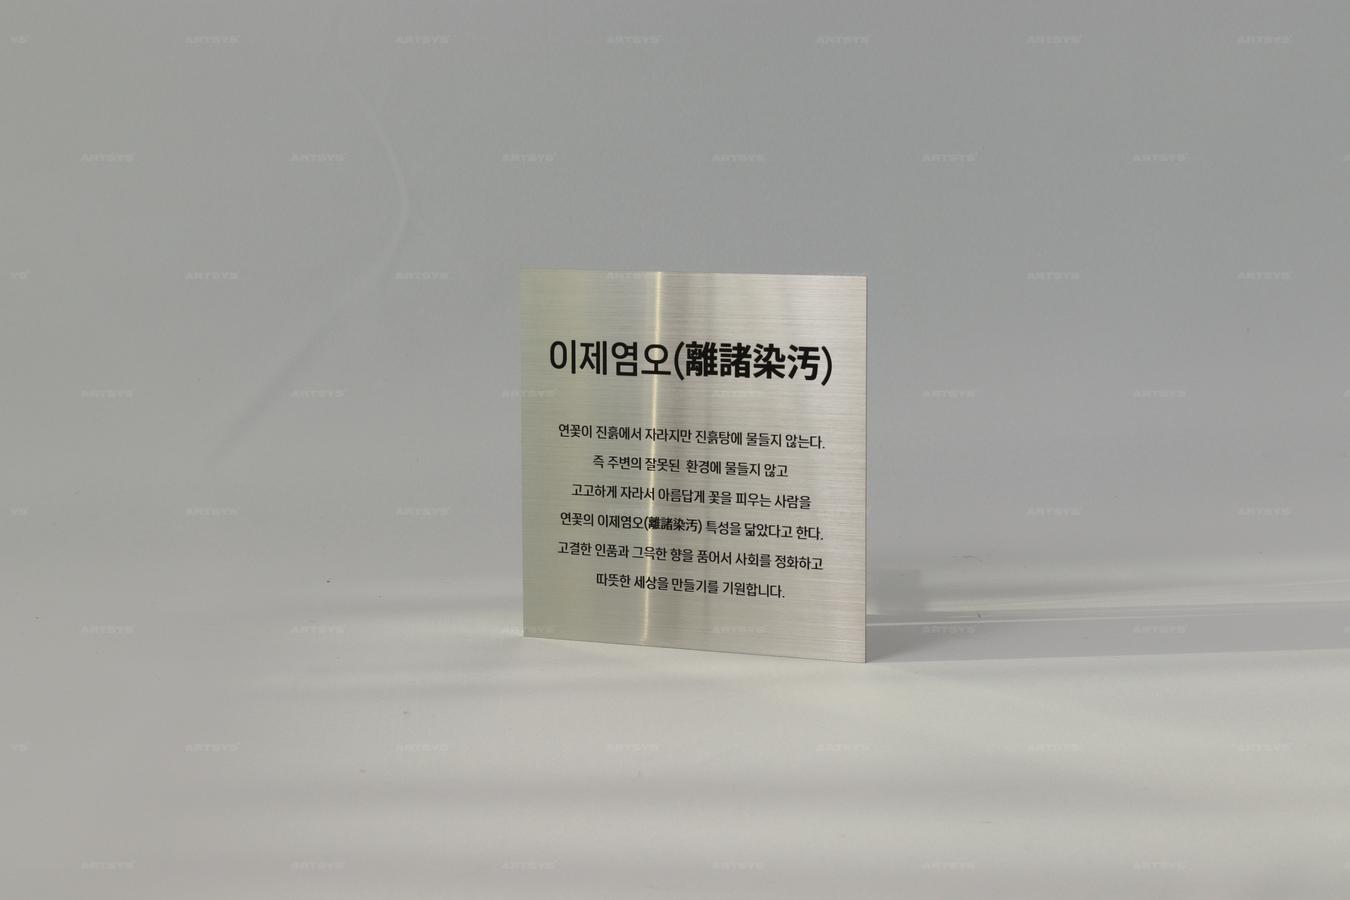 이제염오(離諸染汚)
연꽃이 진흙에서 자라지만 진흙탕에 물들지 않는다.
즉 주변의 잘못된 환경에 물들지 않고
고고하게 자라서 아름답게 꽃을 피우는 사람을
연꽃의 이제염오(離諸染汚) 특성을 닮았다고 한다.
고결한 인품과 그윽한 향을 품어서 사회를 정화하고
따뜻한 세상을 만들기를 기원합니다.
ARTSYS